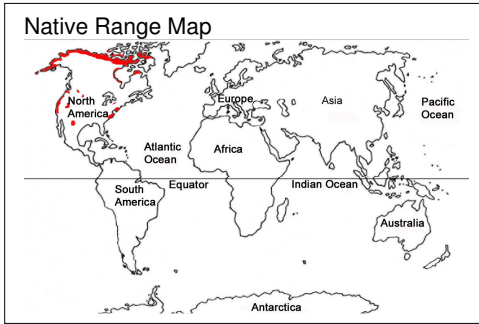 Native Range Map
North
America
Europe
Asia
Pacific
Ocean
Atlantic
Ocean
Africa
South
America
Equator
Indian Ocean
Australia
Antarctica